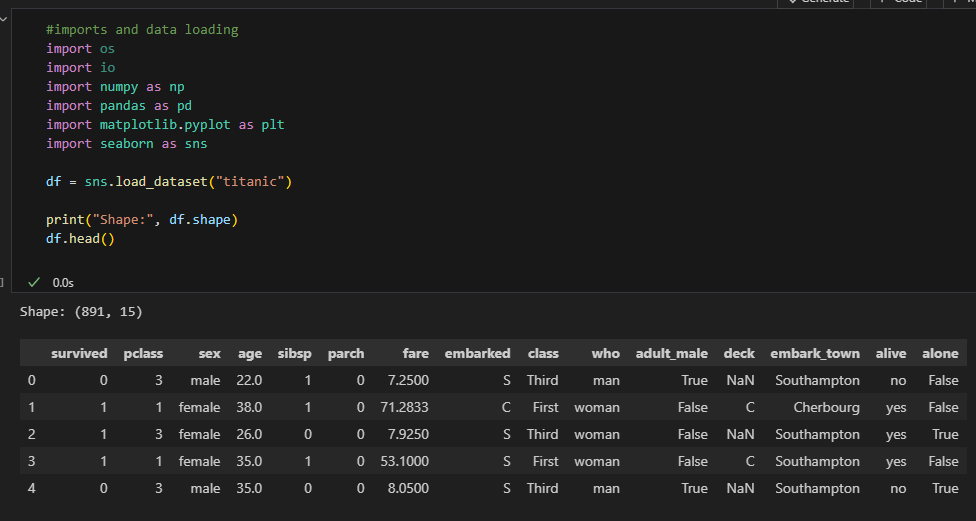 Generate Code
#imports and data loading
import os
import io
import numpy as np
import pandas as pd
import matplotlib.pyplot as plt
import seaborn as sns
df = sns.load_dataset("titanic")
print("Shape:", df.shape)
df.head()
] 0.0s
Shape: (891, 15)
survived pclass sex age sibsp parch fare embarked class who adult_male deck embark_town alive alone
0 0 3 male 22.0 1 0 7.2500 S Third man True NaN Southampton no False
1 1 1 female 38.0 1 0 71.2833 C First woman False C Cherbourg yes False
2 1 3 female 26.0 0 0 7.9250 S Third woman False NaN Southampton yes True
3 1 1 female 35.0 1 0 53.1000 S First woman False C Southampton yes False
4 0 3 male 35.0 0 0 8.0500 S Third man True NaN Southampton no True